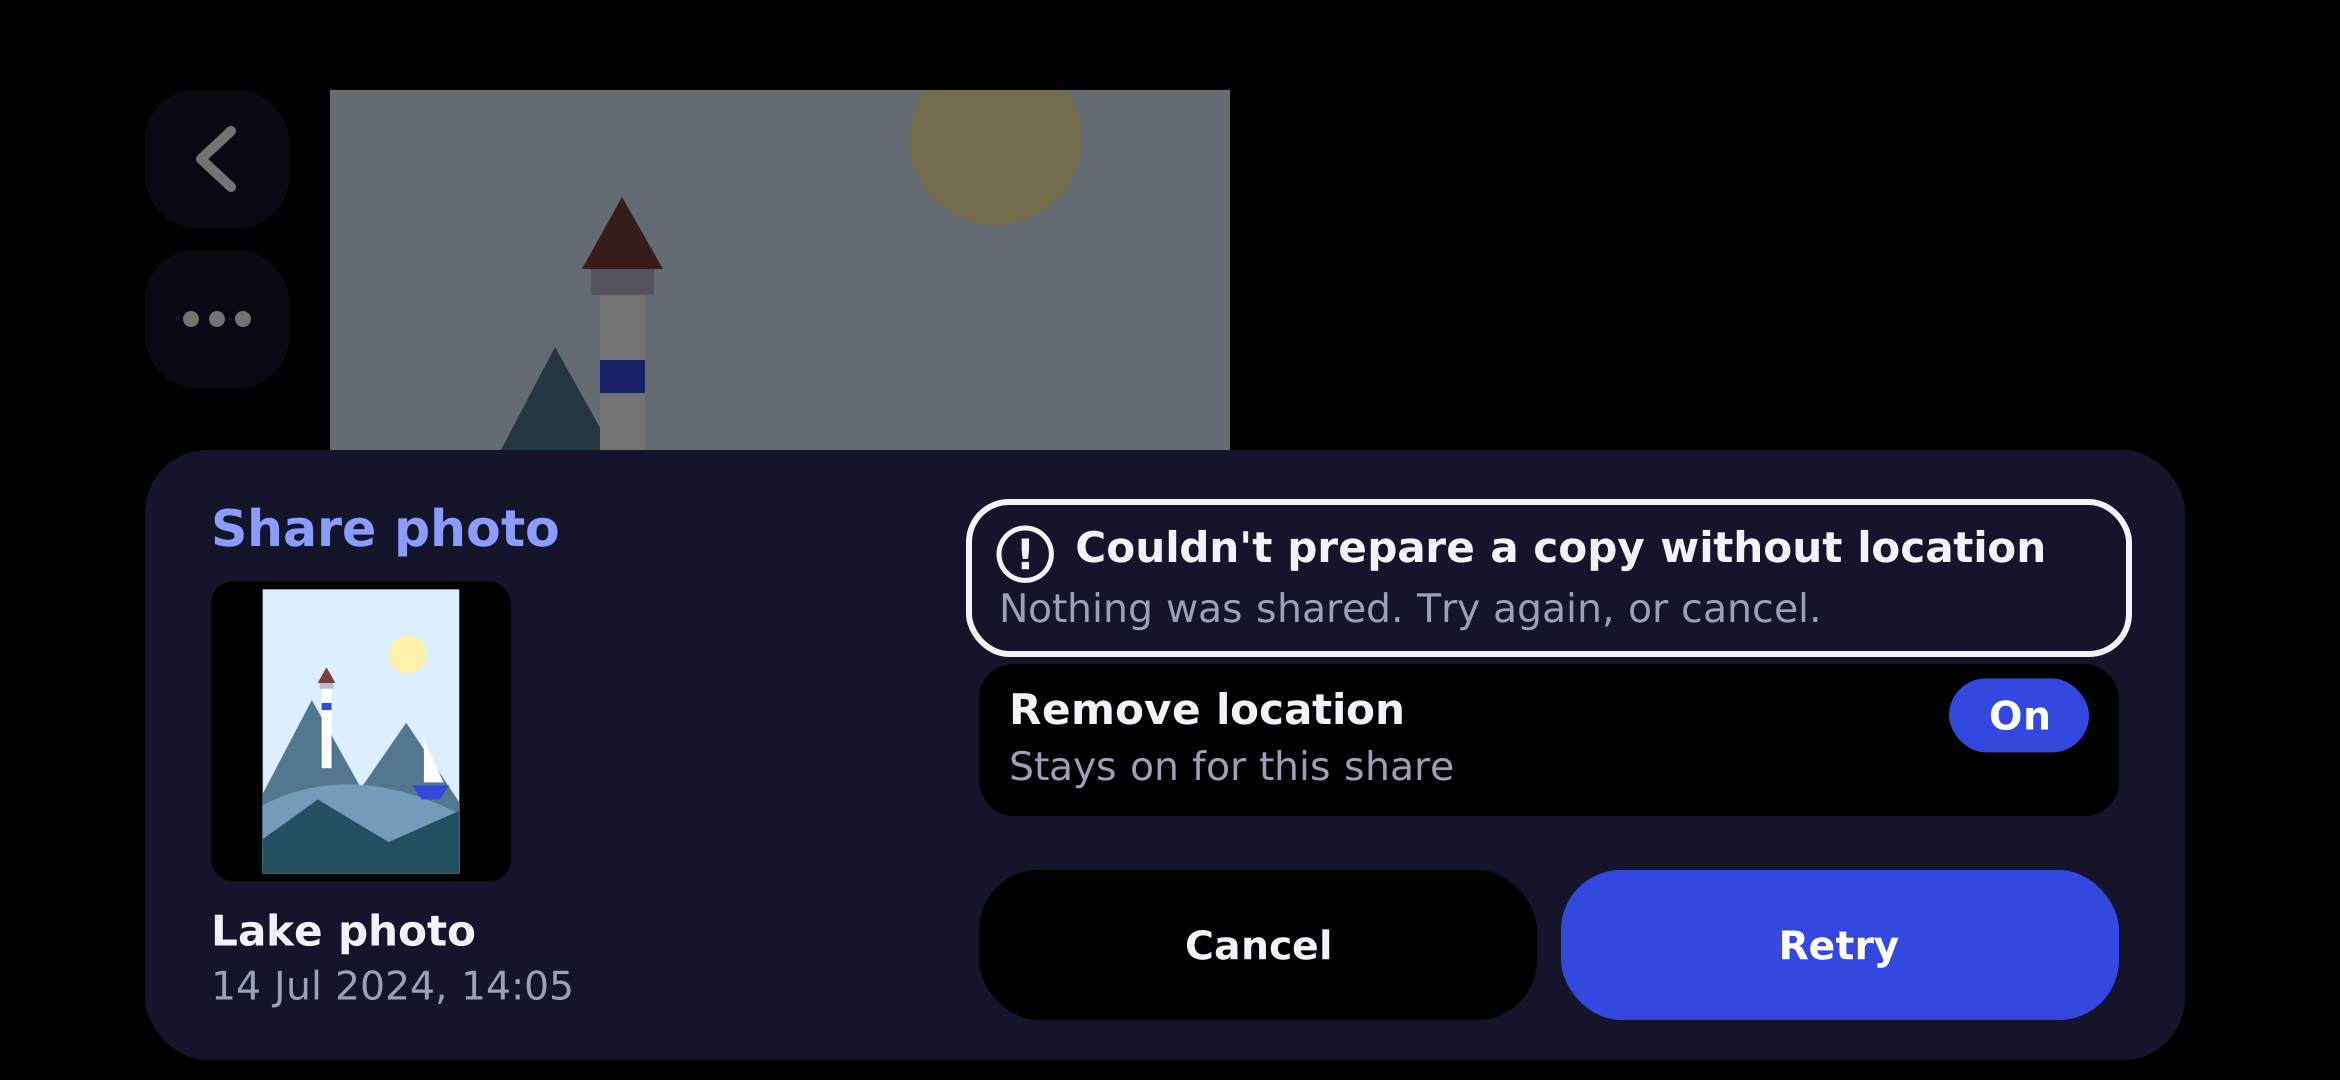 Share photo
Lake photo
14 Jul 2024, 14:05
! Couldn't prepare a copy without location
Nothing was shared. Try again, or cancel.
Remove location
On
Stays on for this share
Cancel
Retry